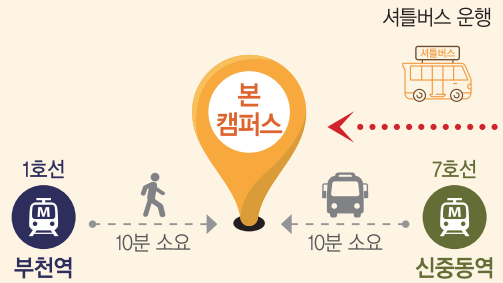 셔틀버스 운행
셔틀버스
본
캠퍼스
1호선
M
부천역
10분 소요
10분 소요
7호선
M
신중동역